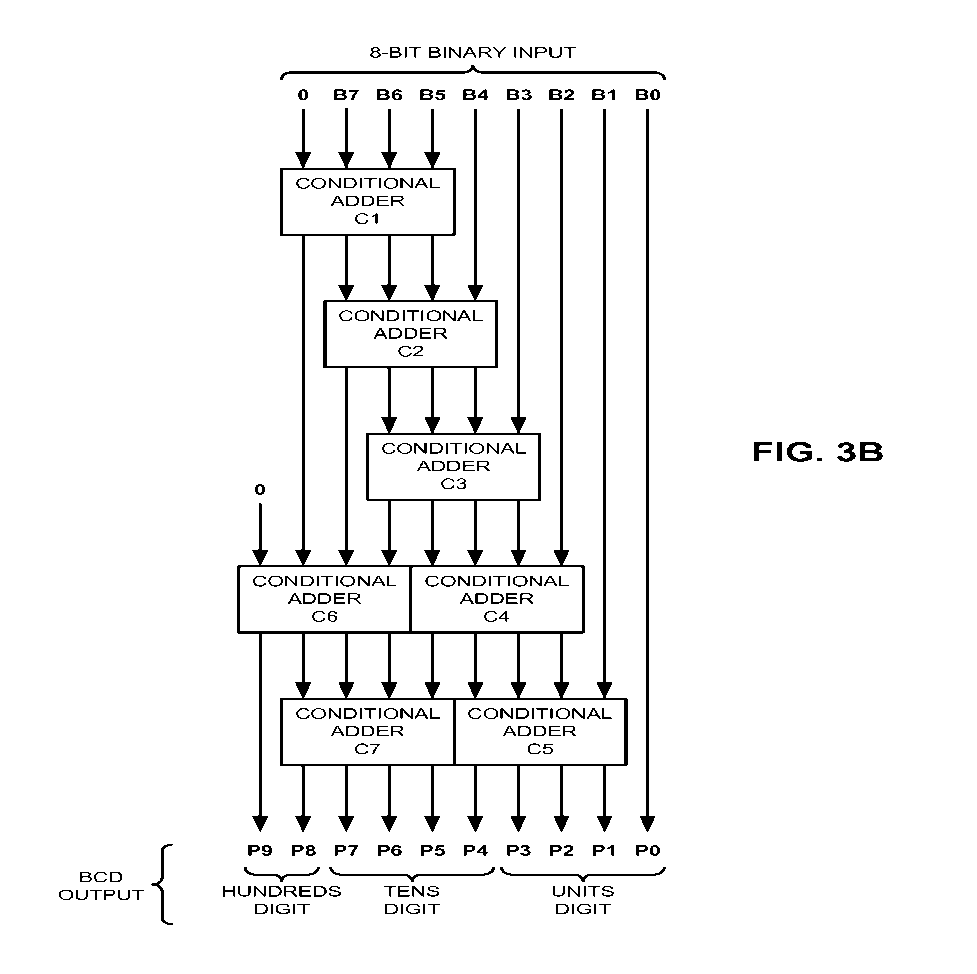 8-BIT BINARY INPUT
0 B7 B6 B5 B4 B3 B2 B1 B0
CONDITIONAL
ADDER
C1
CONDITIONAL
ADDER
C2
CONDITIONAL
ADDER
C3
FIG. 3B
0
CONDITIONAL
ADDER
C6
CONDITIONAL
ADDER
C4
CONDITIONAL
ADDER
C7
CONDITIONAL
ADDER
C5
P9 P8 P7 P6 P5 P4 P3 P2 P1 P0
BCD
OUTPUT
HUNDREDS
DIGIT
TENS
DIGIT
UNITS
DIGIT